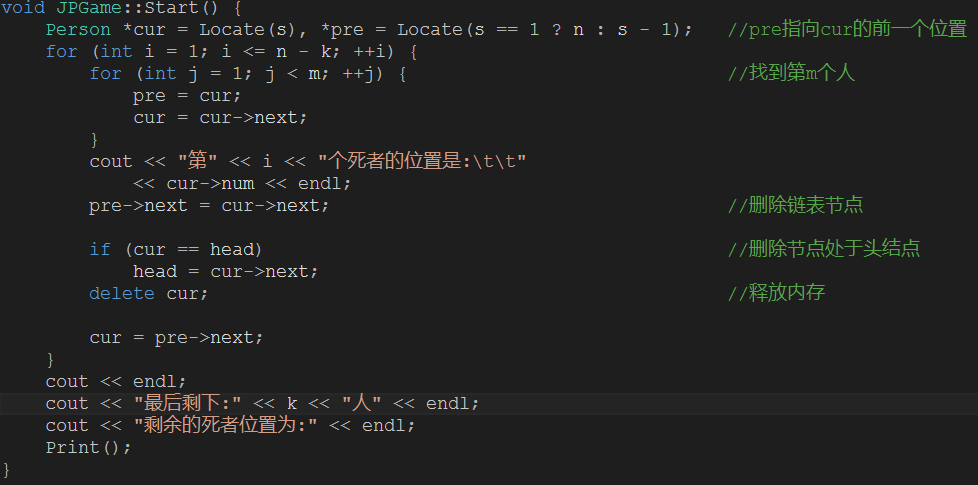 void JPGame::Start() {
    Person *cur = Locate(s), *pre = Locate(s == 1 ? n : s - 1);   //pre指向cur的前一个位置
    for (int i = 1; i <= n - k; ++i) {
        for (int j = 1; j < m; ++j) {                             //找到第m个人
            pre = cur;
            cur = cur->next;
        }
        cout << "第" << i << "个死者的位置是:\t\t"
            << cur->num << endl;
        pre->next = cur->next;                                    //删除链表节点
        if (cur == head)                                          //删除节点处于头结点
            head = cur->next;
        delete cur;                                               //释放内存
        cur = pre->next;
    }
    cout << endl;
    cout << "最后剩下:" << k << "人" << endl;
    cout << "剩余的死者位置为:" << endl;
    Print();
}